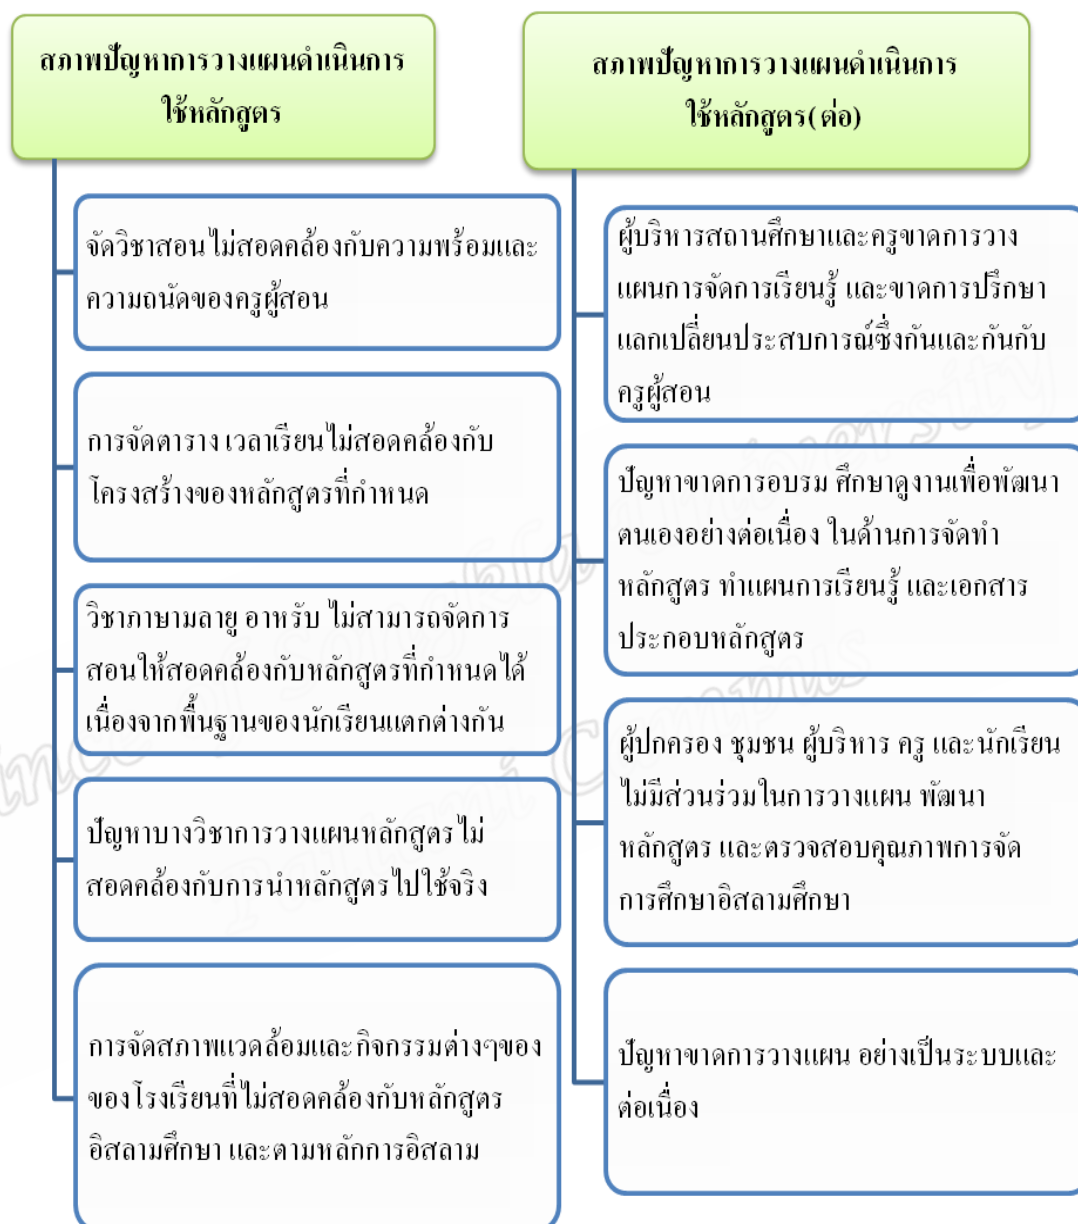 สภาพปัญหาการวางแผนดำเนินการ
ใช้หลักสูตร
จัดวิชาสอนไม่สอดคล้องกับความพร้อมและ
ความถนัดของครูผู้สอน
การจัดตาราง เวลาเรียนไม่สอดคล้องกับ
โครงสร้างของหลักสูตรที่กำหนด
วิชาภาษามลายู อาหรับ ไม่สามารถจัดการ
สอนให้สอดคล้องกับหลักสูตรที่กำหนดได้
เนื่องจากพื้นฐานของนักเรียนแตกต่างกัน
ปัญหาบางวิชาการวางแผนหลักสูตรไม่
สอดคล้องกับการนำหลักสูตรไปใช้จริง
การจัดสภาพแวดล้อมและกิจกรรมต่างๆของ
ของโรงเรียนที่ไม่สอดคล้องกับหลักสูตร
อิสลามศึกษา และตามหลักการอิสลาม
สภาพปัญหาการวางแผนดำเนินการ
ใช้หลักสูตร(ต่อ)
ผู้บริหารสถานศึกษาและครูขาดการวาง
แผนการจัดการเรียนรู้ และขาดการปรึกษา
แลกเปลี่ยนประสบการณ์ซึ่งกันและกันกับ
ครูผู้สอน
ปัญหาขาดการอบรม ศึกษาดูงานเพื่อพัฒนา
ตนเองอย่างต่อเนื่อง ในด้านการจัดทำ
หลักสูตร ทำแผนการเรียนรู้ และเอกสาร
ประกอบหลักสูตร
ผู้ปกครอง ชุมชน ผู้บริหาร ครู และนักเรียน
ไม่มีส่วนร่วมในการวางแผน พัฒนา
หลักสูตร และตรวจสอบคุณภาพการจัด
การศึกษาอิสลามศึกษา
ปัญหาขาดการวางแผน อย่างเป็นระบบและ
ต่อเนื่อง